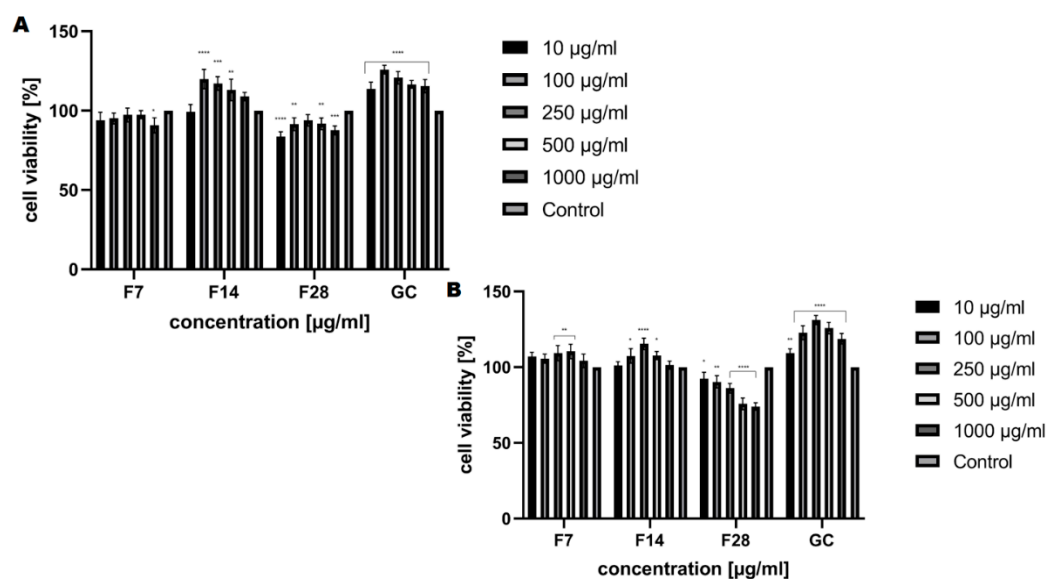 A
150
100
50
0
cell viability [%]
* **** *** ** **** ** ** *** ****
F7 F14 F28 GC
concentration [µg/ml]
10 µg/ml
100 µg/ml
250 µg/ml
500 µg/ml
1000 µg/ml
Control
B
150
100
50
0
cell viability [%]
** * **** * * ** **** ** ****
F7 F14 F28 GC
concentration [µg/ml]
10 µg/ml
100 µg/ml
250 µg/ml
500 µg/ml
1000 µg/ml
Control